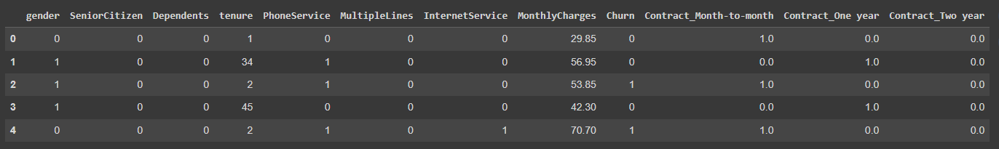 gender SeniorCitizen Dependents tenure PhoneService MultipleLines InternetService MonthlyCharges Churn Contract_Month-to-month Contract_One year Contract_Two year
0 0 0 0 1 0 0 0 29.85 0 1.0 0.0 0.0
1 1 0 0 34 1 0 0 56.95 0 0.0 1.0 0.0
2 1 0 0 2 1 0 0 53.85 1 1.0 0.0 0.0
3 1 0 0 45 0 0 0 42.30 0 0.0 1.0 0.0
4 0 0 0 2 1 0 1 70.70 1 1.0 0.0 0.0